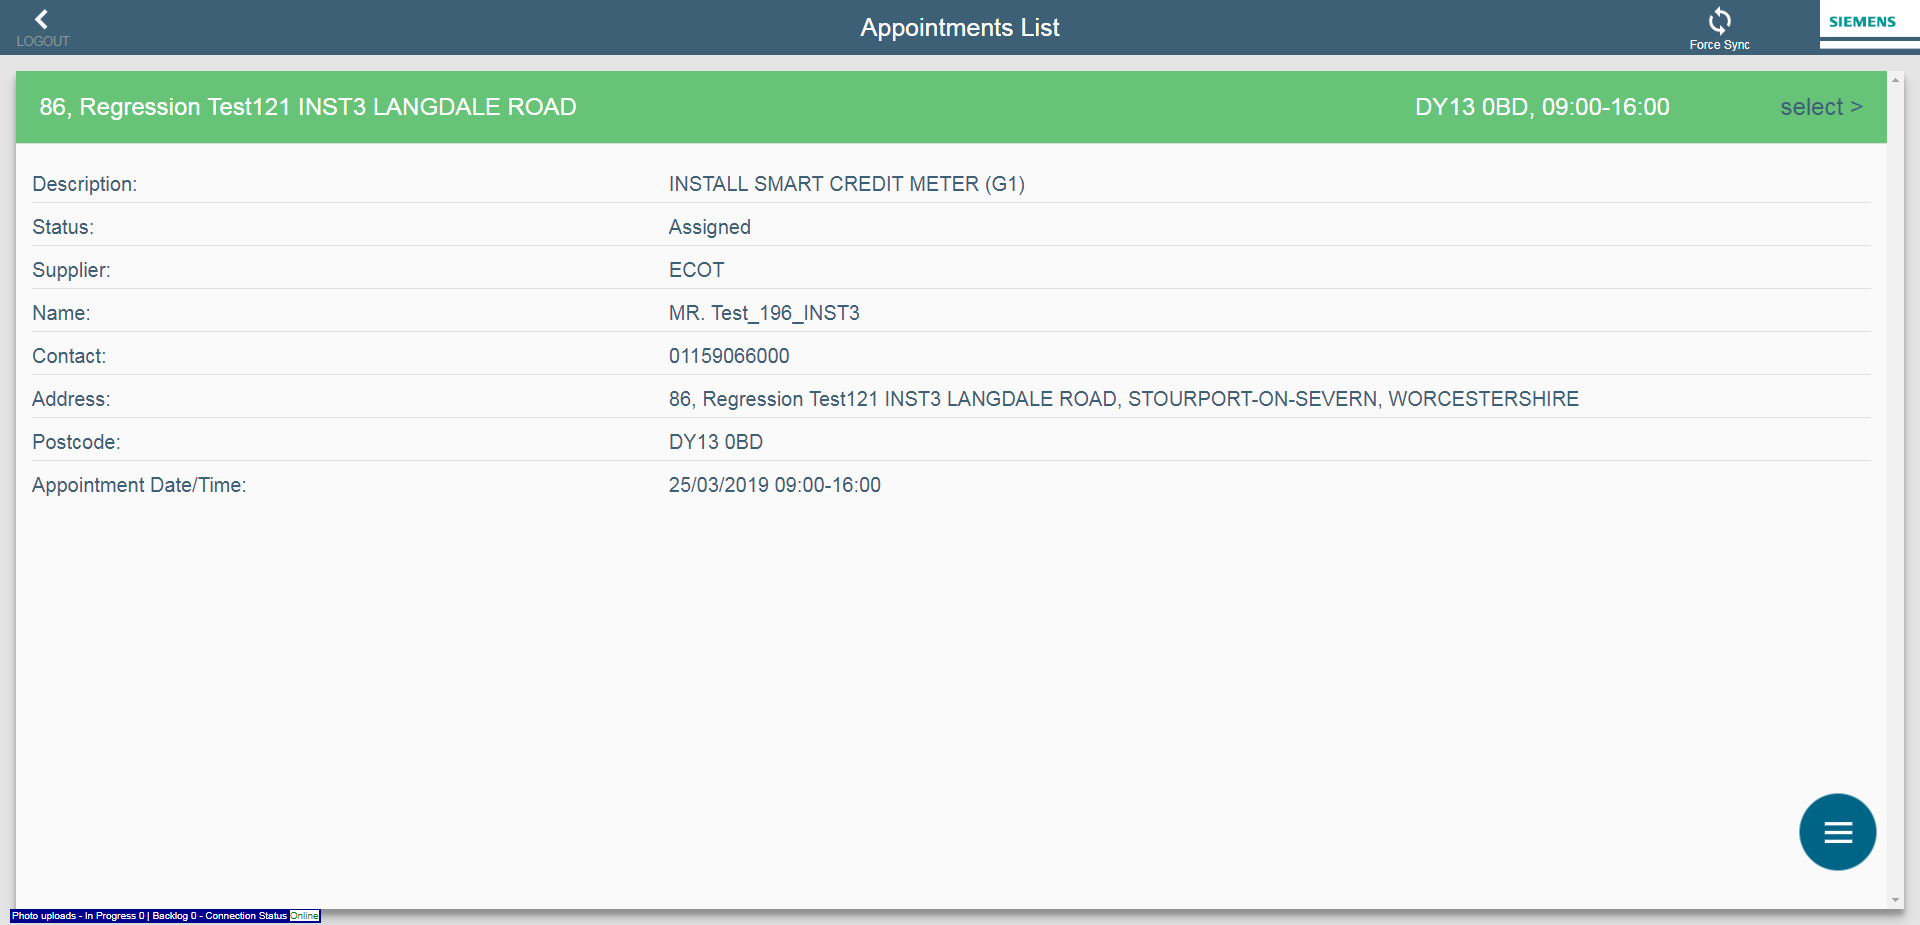 LOGOUT
Appointments List
Force Sync
SIEMENS
86, Regression Test121 INST3 LANGDALE ROAD DY13 0BD, 09:00-16:00 select >
Description: INSTALL SMART CREDIT METER (G1)
Status: Assigned
Supplier: ECOT
Name: MR. Test_196_INST3
Contact: 01159066000
Address: 86, Regression Test121 INST3 LANGDALE ROAD, STOURPORT-ON-SEVERN, WORCESTERSHIRE
Postcode: DY13 0BD
Appointment Date/Time: 25/03/2019 09:00-16:00
Photo uploads - In Progress 0 | Backlog 0 - Connection Status Online